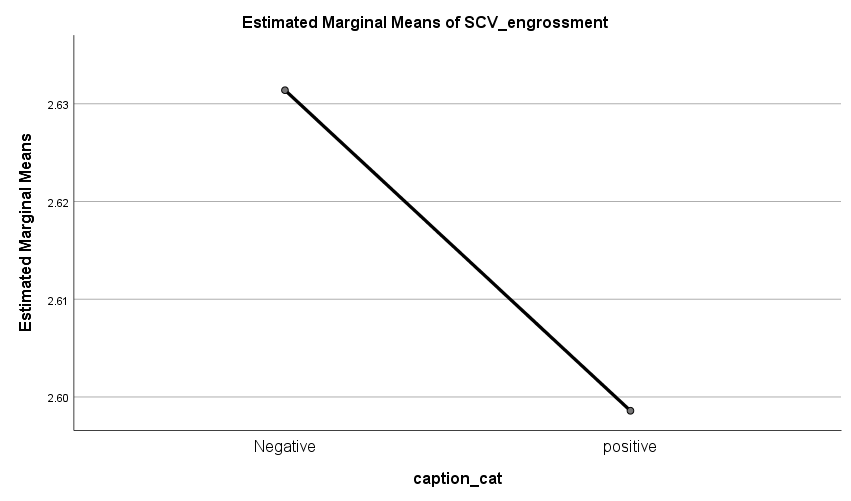 Estimated Marginal Means of SCV_engrossment
Estimated Marginal Means
2.63
2.62
2.61
2.60
Negative
positive
caption_cat